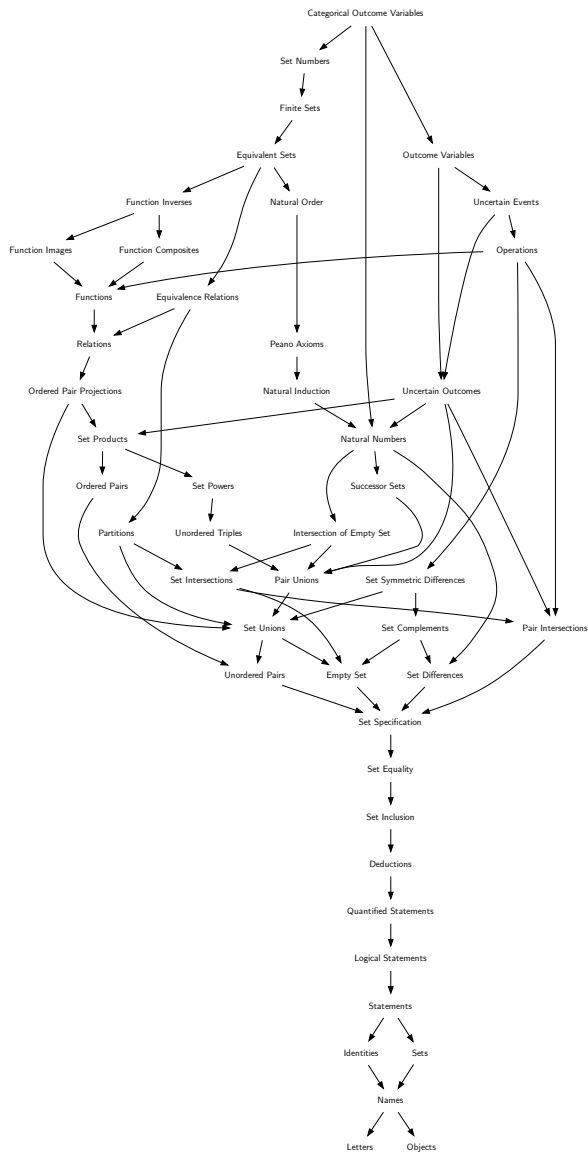 Categorical Outcome Variables
Set Numbers
Finite Sets
Equivalent Sets
Outcome Variables
Function Inverses
Natural Order
Uncertain Events
Function Images
Function Composites
Operations
Functions
Equivalence Relations
Relations
Peano Axioms
Ordered Pair Projections
Natural Induction
Uncertain Outcomes
Set Products
Natural Numbers
Ordered Pairs
Set Powers
Successor Sets
Partitions
Unordered Triples
Intersection of Empty Set
Set Intersections
Pair Unions
Set Symmetric Differences
Set Unions
Set Complements
Pair Intersections
Unordered Pairs
Empty Set
Set Differences
Set Specification
Set Equality
Set Inclusion
Deductions
Quantified Statements
Logical Statements
Statements
Identities
Sets
Names
Letters
Objects